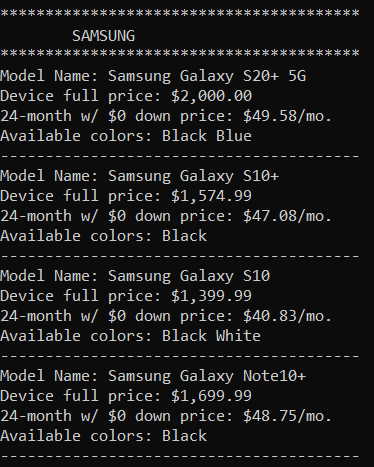 ****************************************
SAMSUNG
****************************************
Model Name: Samsung Galaxy S20+ 5G
Device full price: $2,000.00
24-month w/ $0 down price: $49.58/mo.
Available colors: Black Blue
----------------------------------------
Model Name: Samsung Galaxy S10+
Device full price: $1,574.99
24-month w/ $0 down price: $47.08/mo.
Available colors: Black
----------------------------------------
Model Name: Samsung Galaxy S10
Device full price: $1,399.99
24-month w/ $0 down price: $40.83/mo.
Available colors: Black White
----------------------------------------
Model Name: Samsung Galaxy Note10+
Device full price: $1,699.99
24-month w/ $0 down price: $48.75/mo.
Available colors: Black
----------------------------------------